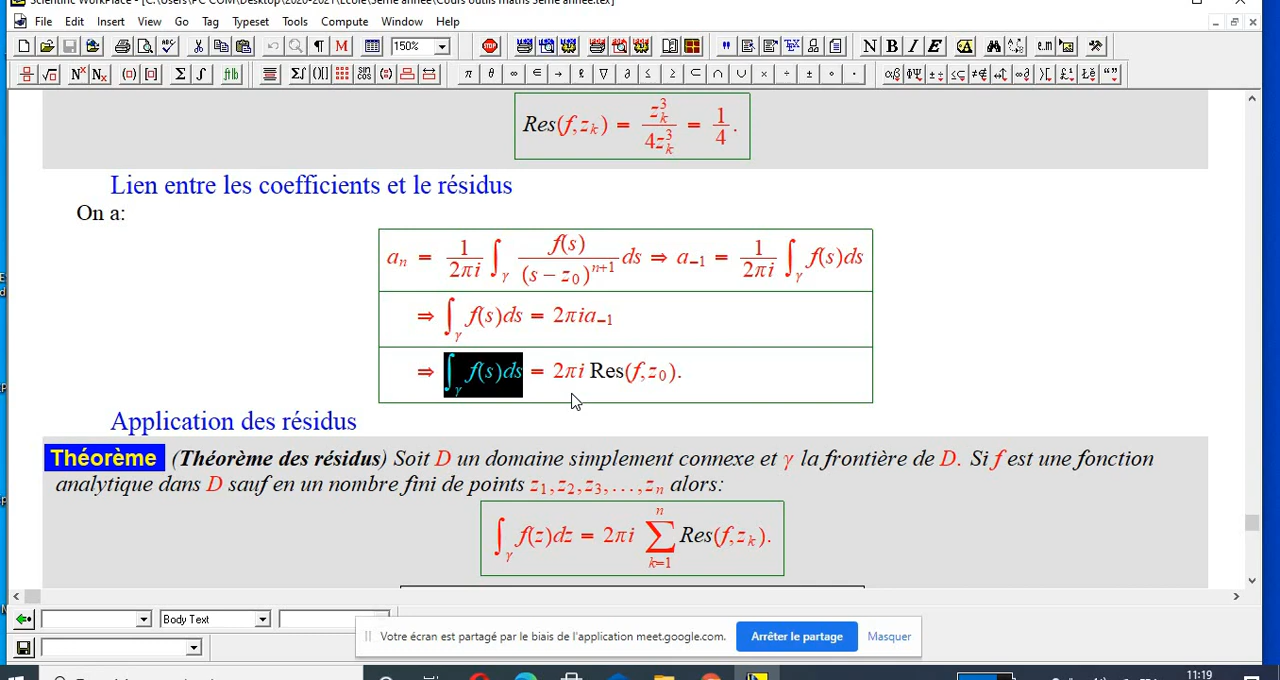 Scientific WorkPlace - [C:\Users\PC COM\Desktop\2020-2021\Ecole\3eme année\Cours outils maths 3eme année.tex]
File Edit Insert View Go Tag Typeset Tools Compute Window Help
150%
Res(f,z_k) = z_k^3 / 4z_k^3 = 1/4.
Lien entre les coefficients et le résidus
On a:
a_n = 1/2πi ∫_γ f(s)/(s − z_0)^{n+1} ds ⇒ a_{−1} = 1/2πi ∫_γ f(s)ds
⇒ ∫_γ f(s)ds = 2πia_{−1}
⇒ ∫_γ f(s)ds = 2πi Res(f,z_0).
Application des résidus
Théorème (Théorème des résidus) Soit D un domaine simplement connexe et γ la frontière de D. Si f est une fonction
analytique dans D sauf en un nombre fini de points z_1,z_2,z_3,…,z_n alors:
∫_γ f(z)dz = 2πi ∑_{k=1}^{n} Res(f,z_k).
Body Text
Votre écran est partagé par le biais de l'application meet.google.com. Arrêter le partage Masquer
11:19